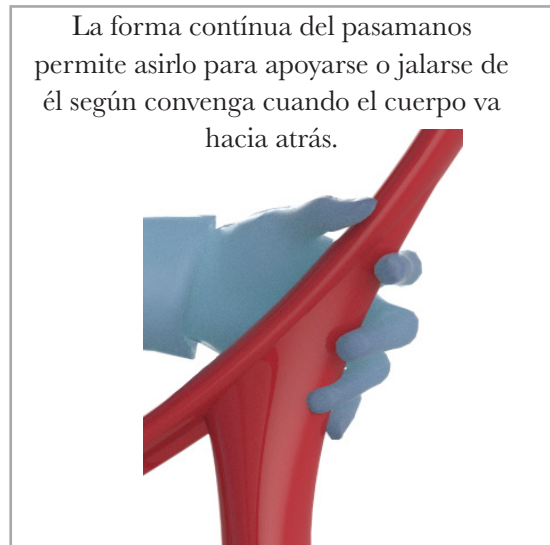 La forma contínua del pasamanos
permite asirlo para apoyarse o jalarse de
él según convenga cuando el cuerpo va
hacia atrás.